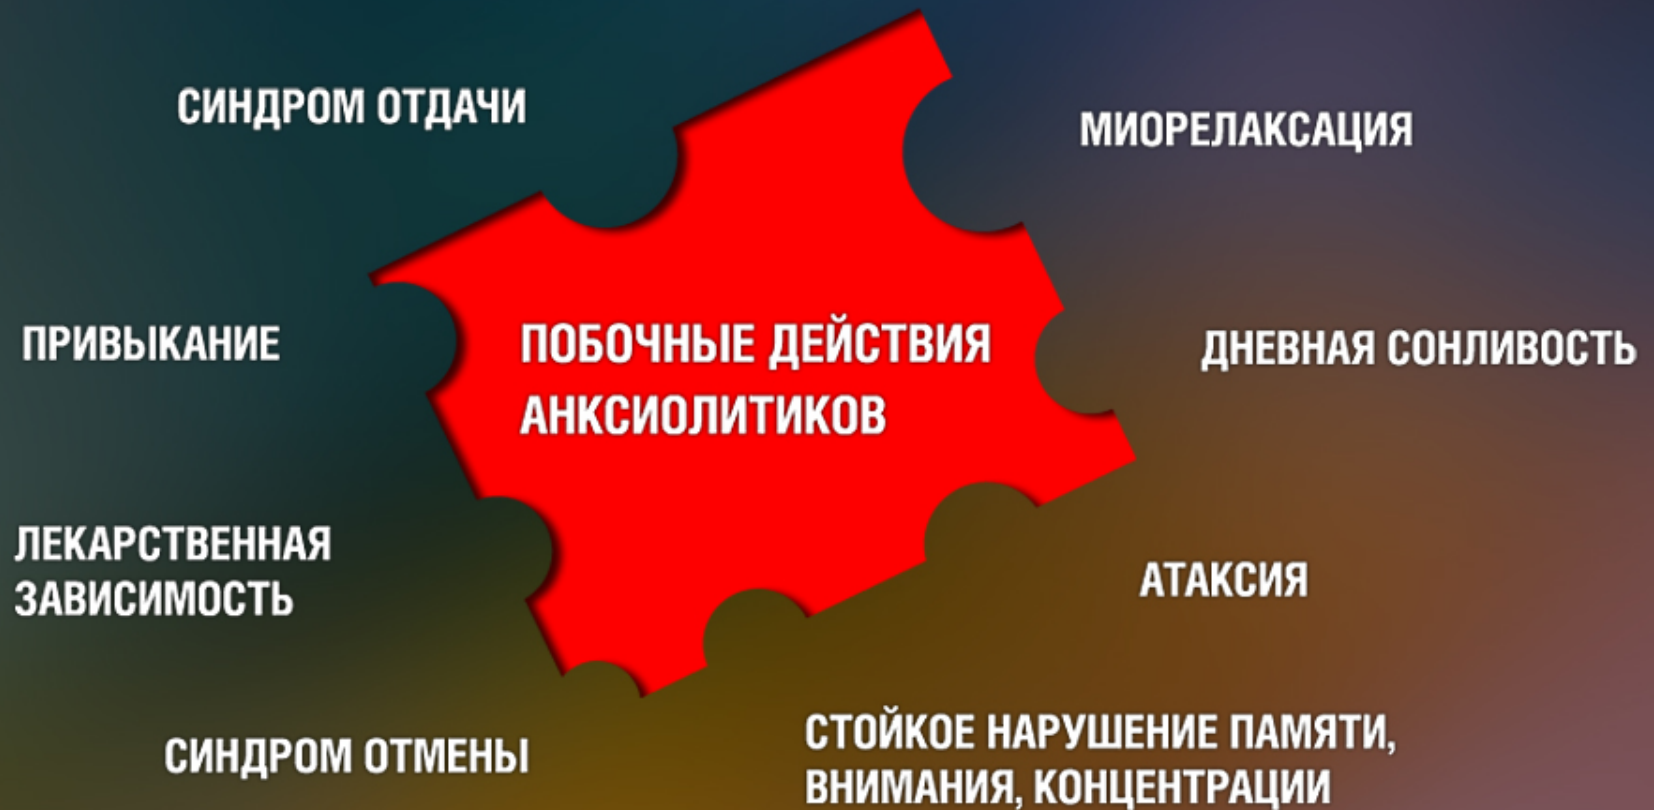 СИНДРОМ ОТДАЧИ
МИОРЕЛАКСАЦИЯ
ПРИВЫКАНИЕ
ПОБОЧНЫЕ ДЕЙСТВИЯ
АНКСИОЛИТИКОВ
ДНЕВНАЯ СОНЛИВОСТЬ
ЛЕКАРСТВЕННАЯ
ЗАВИСИМОСТЬ
АТАКСИЯ
СИНДРОМ ОТМЕНЫ
СТОЙКОЕ НАРУШЕНИЕ ПАМЯТИ,
ВНИМАНИЯ, КОНЦЕНТРАЦИИ